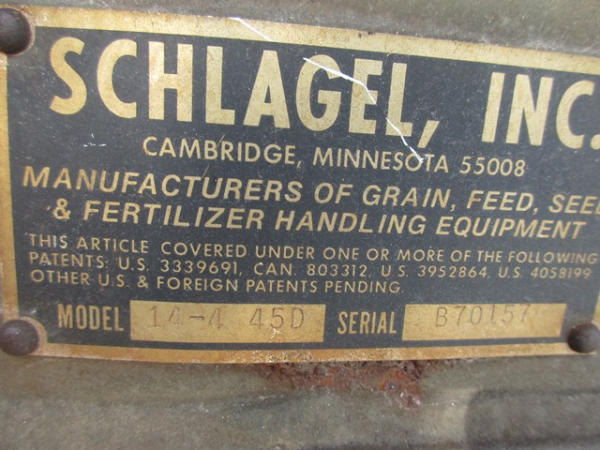 SCHLAGEL, INC.
CAMBRIDGE, MINNESOTA 55008
MANUFACTURERS OF GRAIN, FEED, SEED
& FERTILIZER HANDLING EQUIPMENT
THIS ARTICLE COVERED UNDER ONE OR MORE OF THE FOLLOWING
PATENTS: U.S. 3339691, CAN. 803312, U.S. 3952864, U.S. 4058199
OTHER U.S. & FOREIGN PATENTS PENDING.
MODEL 14-4 45D SERIAL B70157